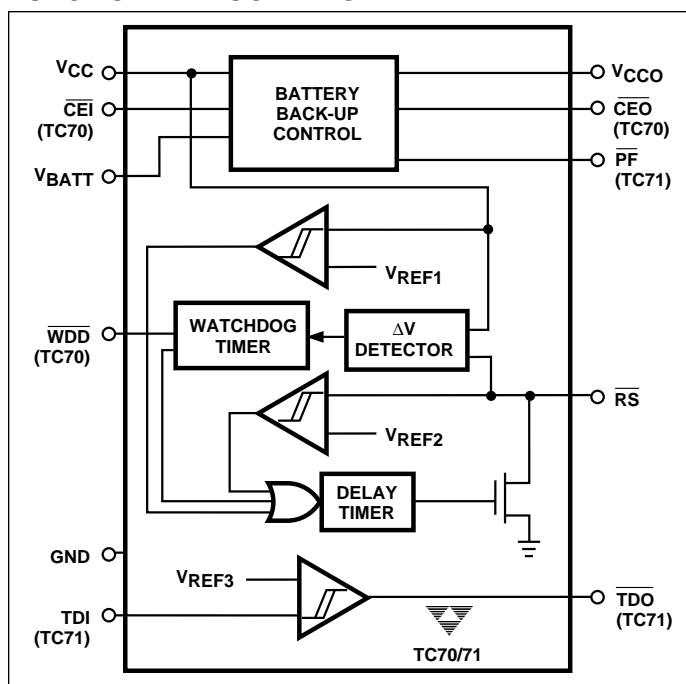 VCC
CEI
(TC70)
VBATT
BATTERY
BACK-UP
CONTROL
VCCO
CEO
(TC70)
PF
(TC71)
VREF1
WDD
(TC70)
WATCHDOG
TIMER
ΔV
DETECTOR
VREF2
RS
DELAY
TIMER
GND
VREF3
TDI
(TC71)
TDO
(TC71)
TC70/71